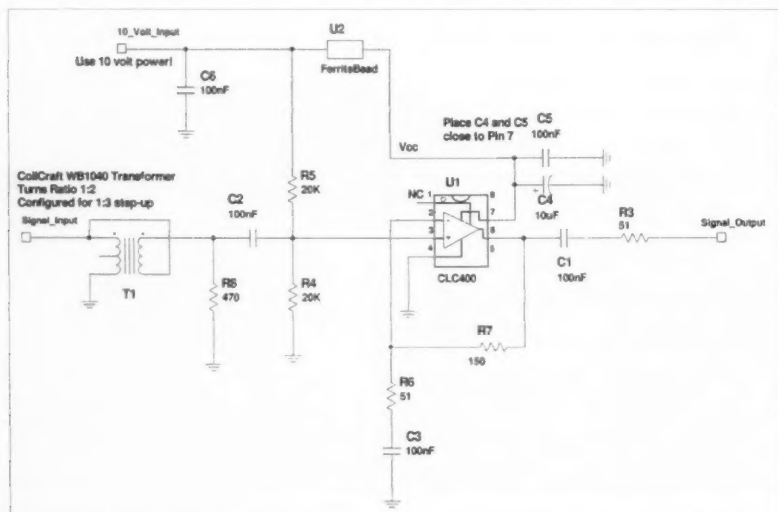 10_Volt_Input
Use 10 volt power!
C6
100nF
U2
FerriteBead
Place C4 and C5
close to Pin 7
C5
100nF
Vcc
R5
20K
CoilCraft WB1040 Transformer
Turns Ratio 1:2
Configured for 1:3 step-up
Signal_Input
C2
100nF
U1
NC
1
8
2
7
3
6
4
5
+
C4
10uF
R3
51
Signal_Output
CLC400
C1
100nF
T1
R6
470
R4
20K
R7
150
R6
51
C3
100nF